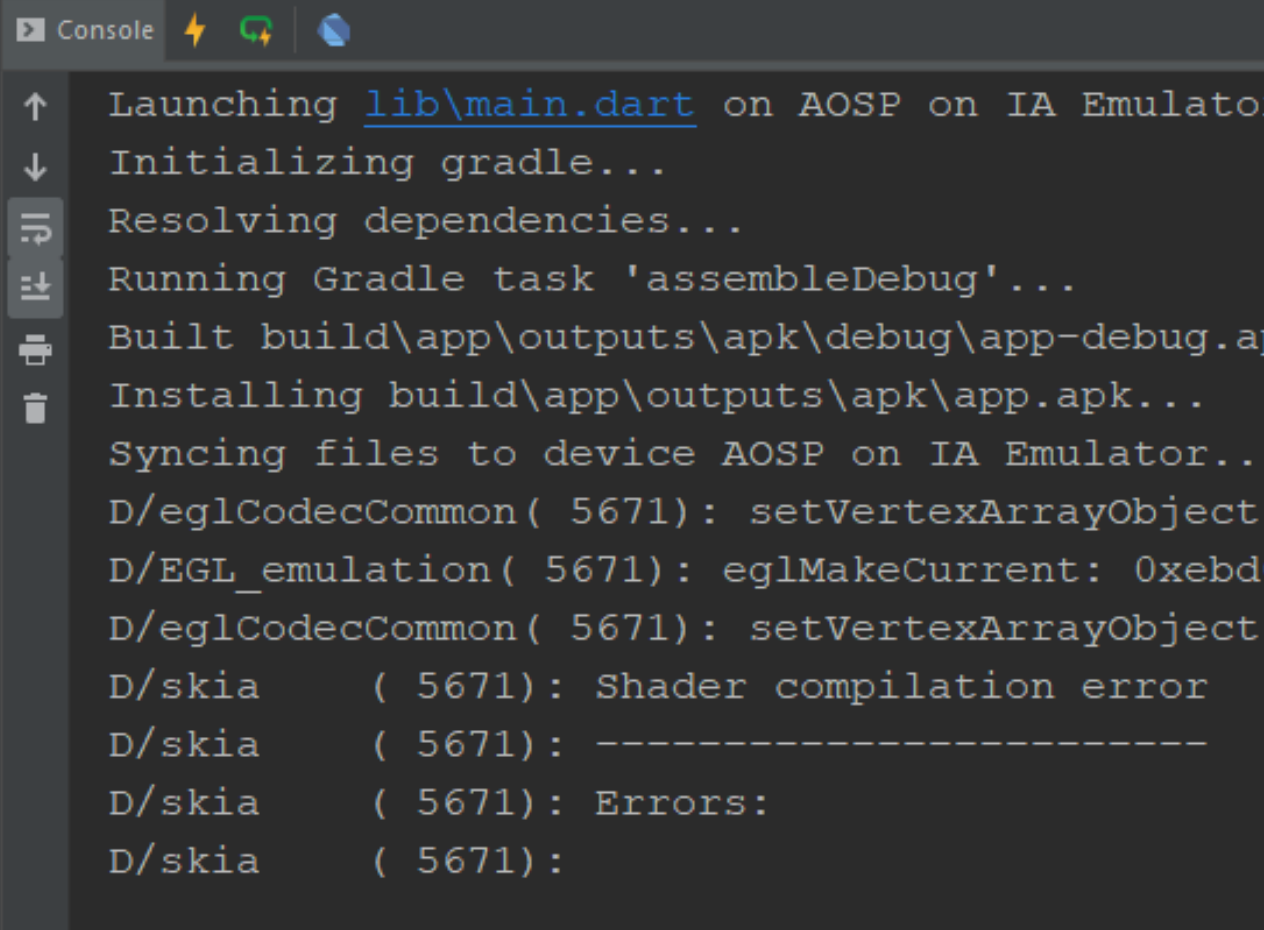 Console
Launching lib\main.dart on AOSP on IA Emulato
Initializing gradle...
Resolving dependencies...
Running Gradle task 'assembleDebug'...
Built build\app\outputs\apk\debug\app-debug.a
Installing build\app\outputs\apk\app.apk...
Syncing files to device AOSP on IA Emulator..
D/eglCodecCommon( 5671): setVertexArrayObject
D/EGL_emulation( 5671): eglMakeCurrent: 0xebd
D/eglCodecCommon( 5671): setVertexArrayObject
D/skia    ( 5671): Shader compilation error
D/skia    ( 5671): ------------------------
D/skia    ( 5671): Errors:
D/skia    ( 5671):